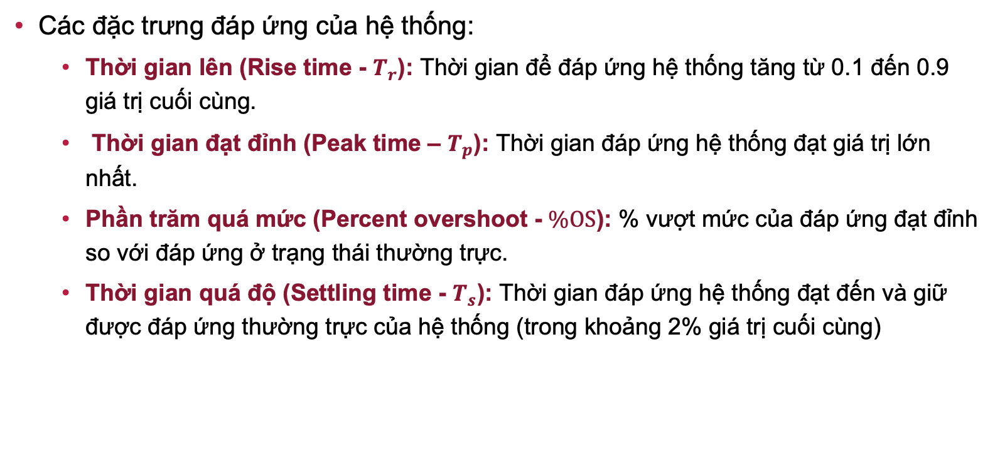 • Các đặc trưng đáp ứng của hệ thống:
• Thời gian lên (Rise time - Tr): Thời gian để đáp ứng hệ thống tăng từ 0.1 đến 0.9
giá trị cuối cùng.
• Thời gian đạt đỉnh (Peak time – Tp): Thời gian đáp ứng hệ thống đạt giá trị lớn
nhất.
• Phần trăm quá mức (Percent overshoot - %OS): % vượt mức của đáp ứng đạt đỉnh
so với đáp ứng ở trạng thái thường trực.
• Thời gian quá độ (Settling time - Ts): Thời gian đáp ứng hệ thống đạt đến và giữ
được đáp ứng thường trực của hệ thống (trong khoảng 2% giá trị cuối cùng)